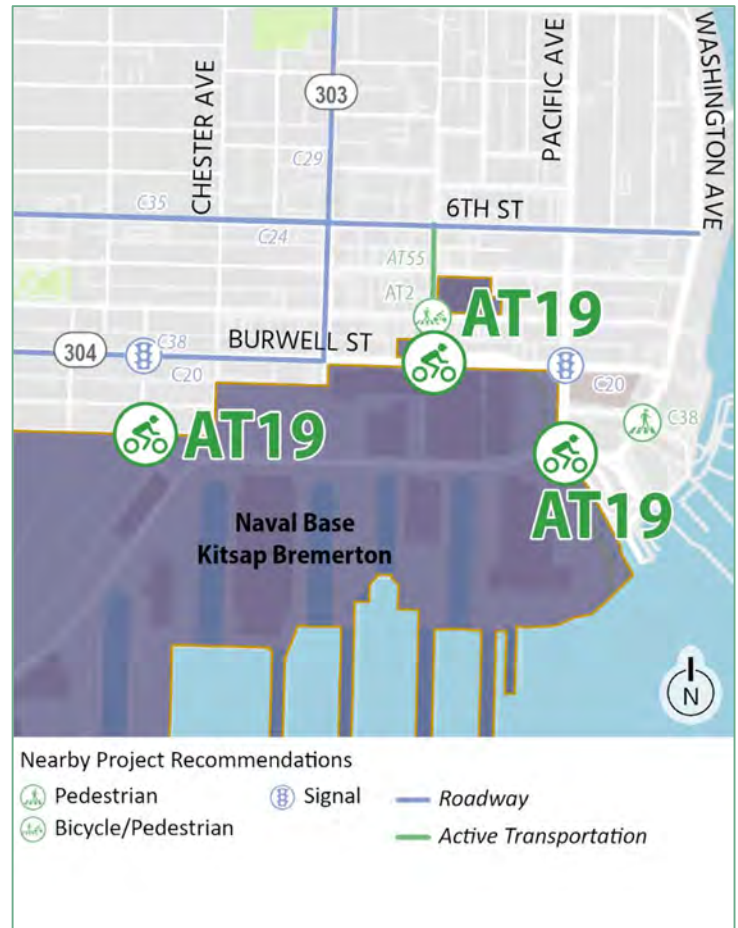 CHESTER AVE
303
PACIFIC AVE
WASHINGTON AVE
C29
C35
6TH ST
C24
AT55
AT2
AT19
BURWELL ST
304
C38
C20
C20
AT19
C38
AT19
Naval Base
Kitsap Bremerton
N
Nearby Project Recommendations
Pedestrian
Signal
Roadway
Bicycle/Pedestrian
Active Transportation